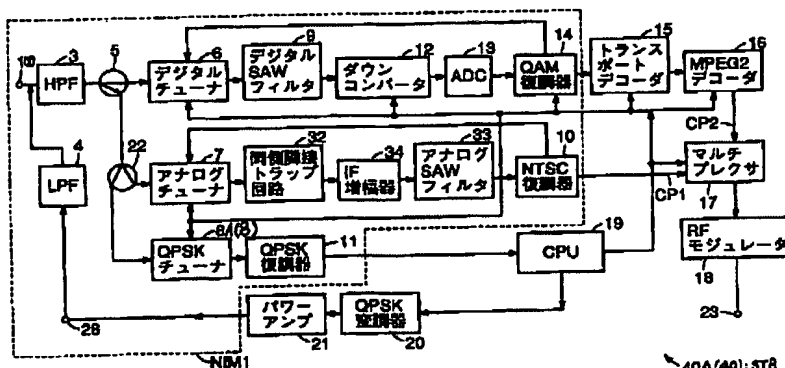 100
HPF
3
5
6
デジタル
チューナ
9
デジタル
SAW
フィルタ
12
ダウン
コンバータ
13
ADC
14
QAM
復調器
15
トランス
ポート
デコーダ
16
MPEG2
デコーダ
CP2
4
LPF
22
7
アナログ
チューナ
32
両側隣接
トラップ
回路
34
IF
増幅器
33
アナログ
SAW
フィルタ
10
NTSC
復調器
CP1
マルチ
プレクサ
17
8A(8)
QPSK
チューナ
11
QPSK
復調器
19
CPU
RF
モジュレータ
18
28
パワー
アンプ
21
QPSK
変調器
20
23
NIM1
40A(40):STB